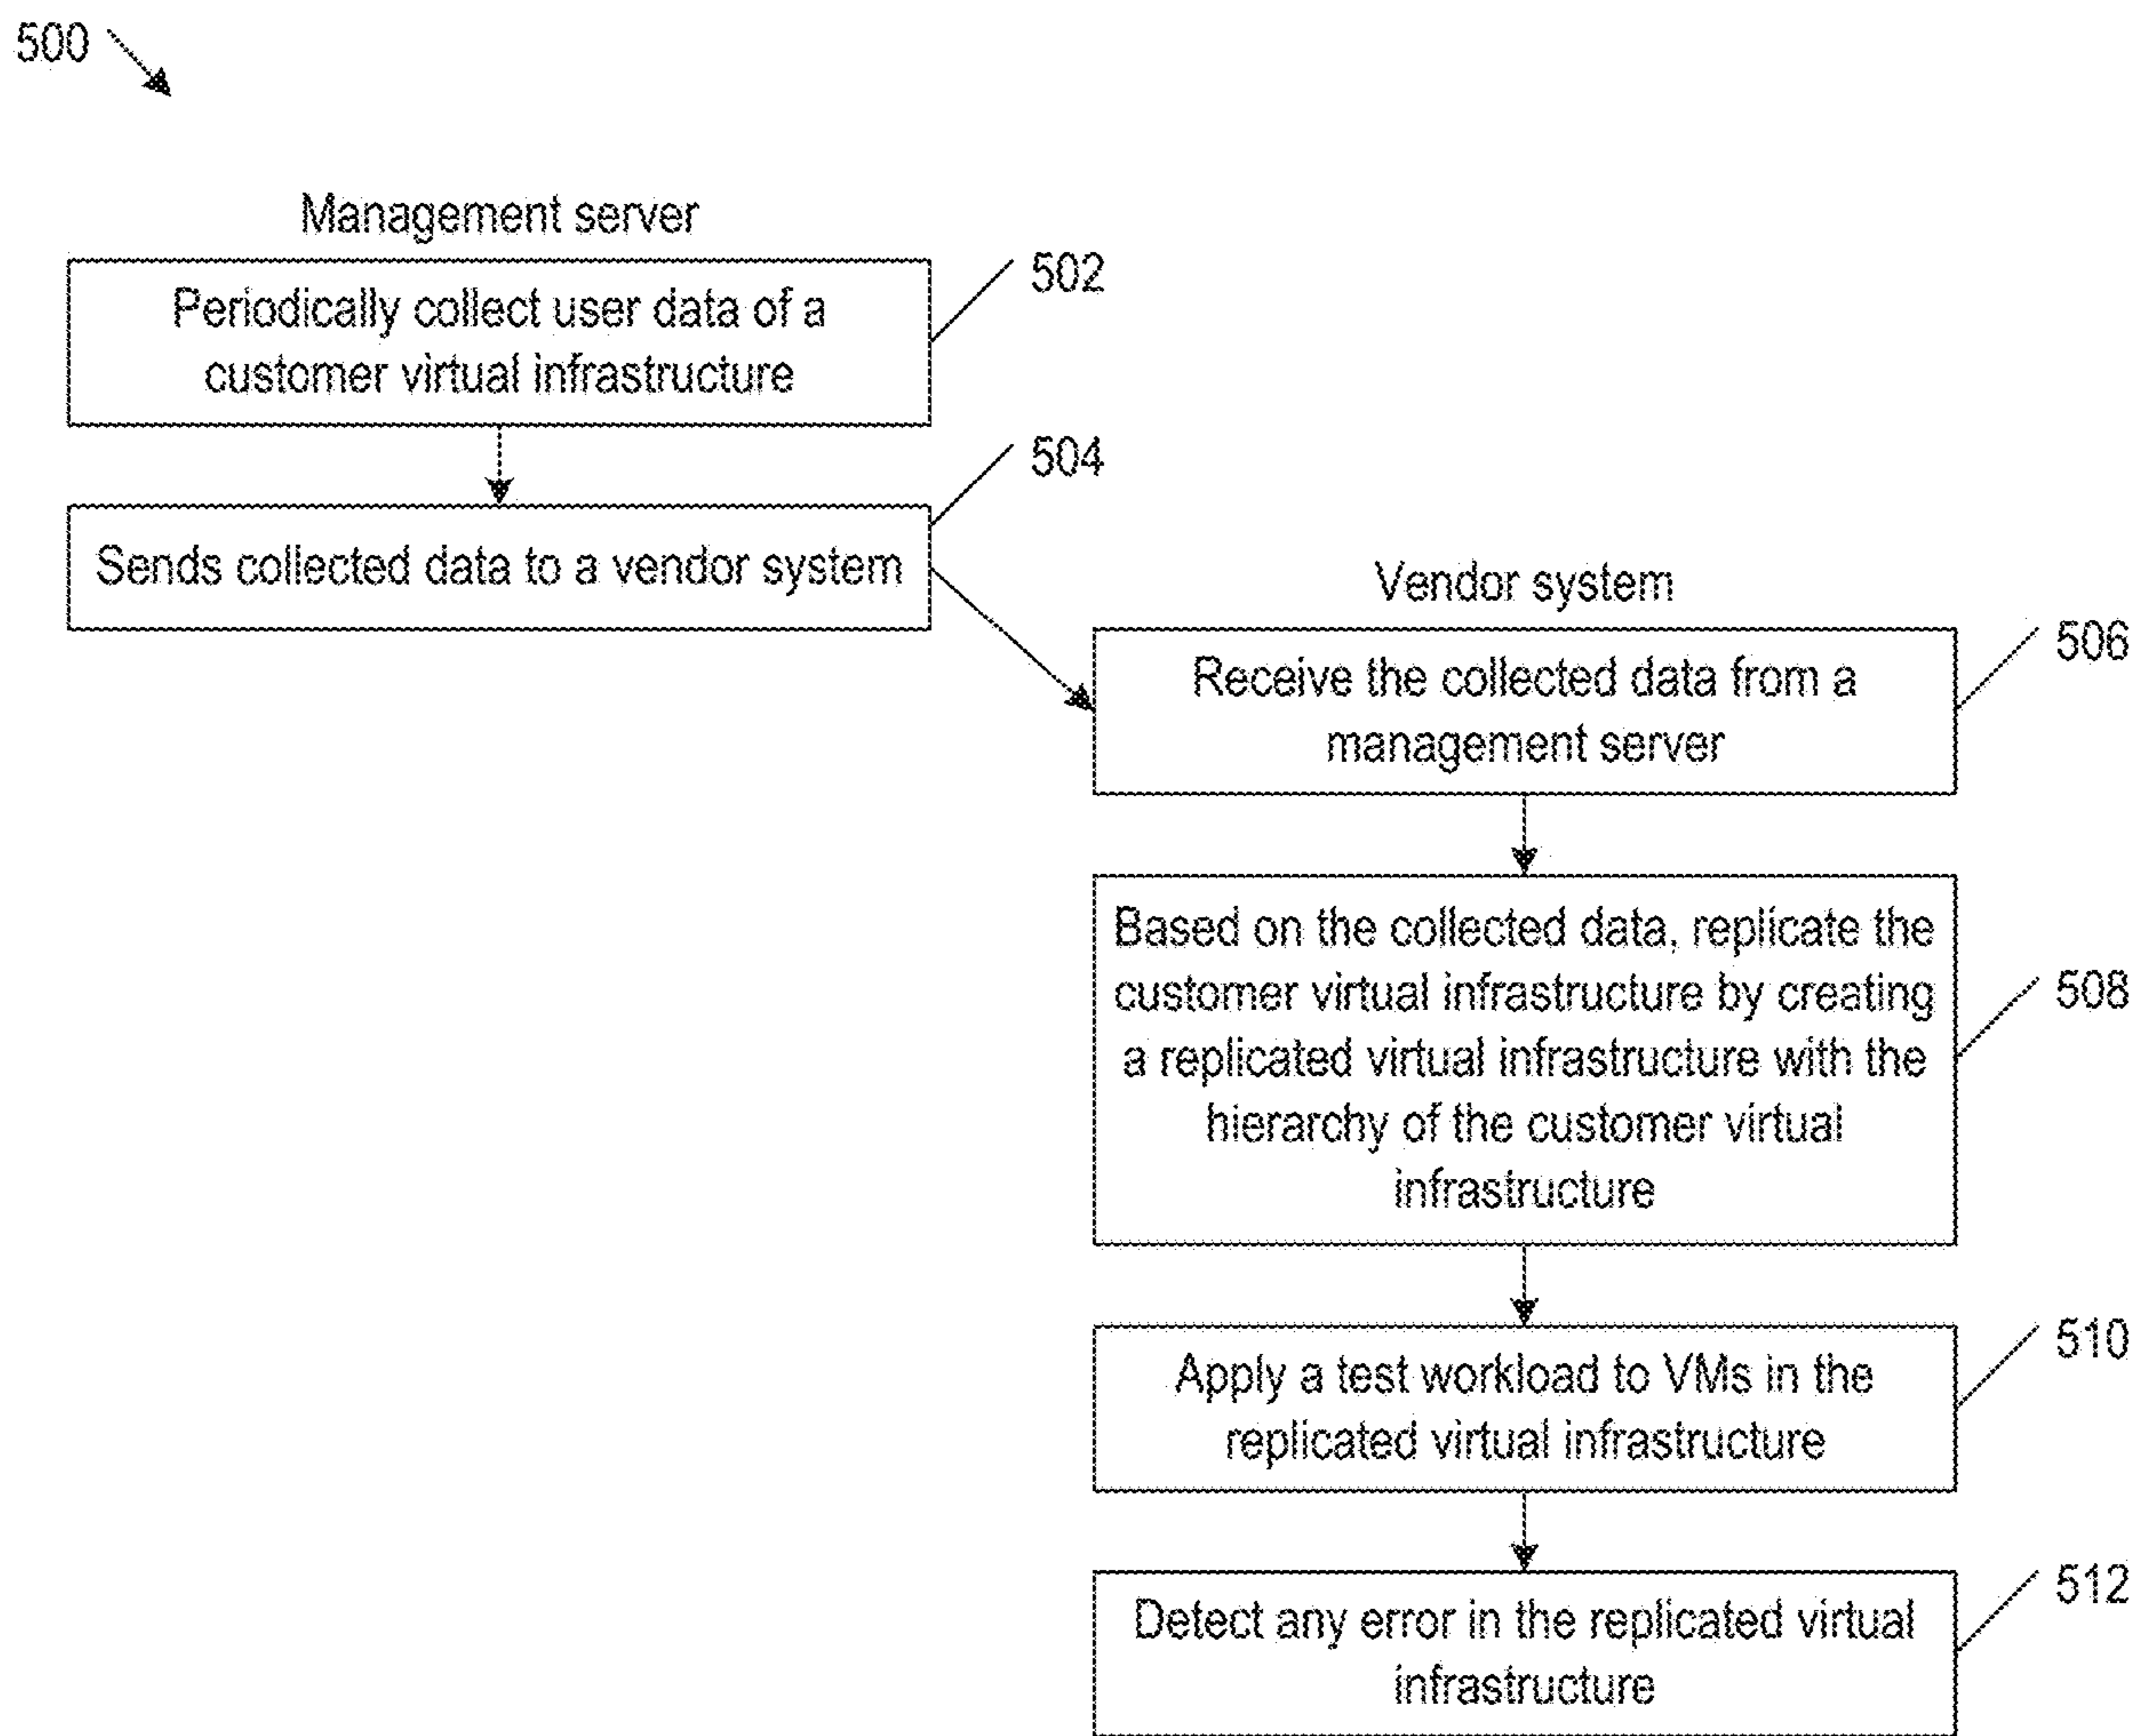 500
Management server
502
Periodically collect user data of a
customer virtual infrastructure
504
Sends collected data to a vendor system
Vendor system
506
Receive the collected data from a
management server
Based on the collected data, replicate the
customer virtual infrastructure by creating
508
a replicated virtual infrastructure with the
hierarchy of the customer virtual
infrastructure
510
Apply a test workload to VMs in the
replicated virtual infrastructure
512
Detect any error in the replicated virtual
infrastructure